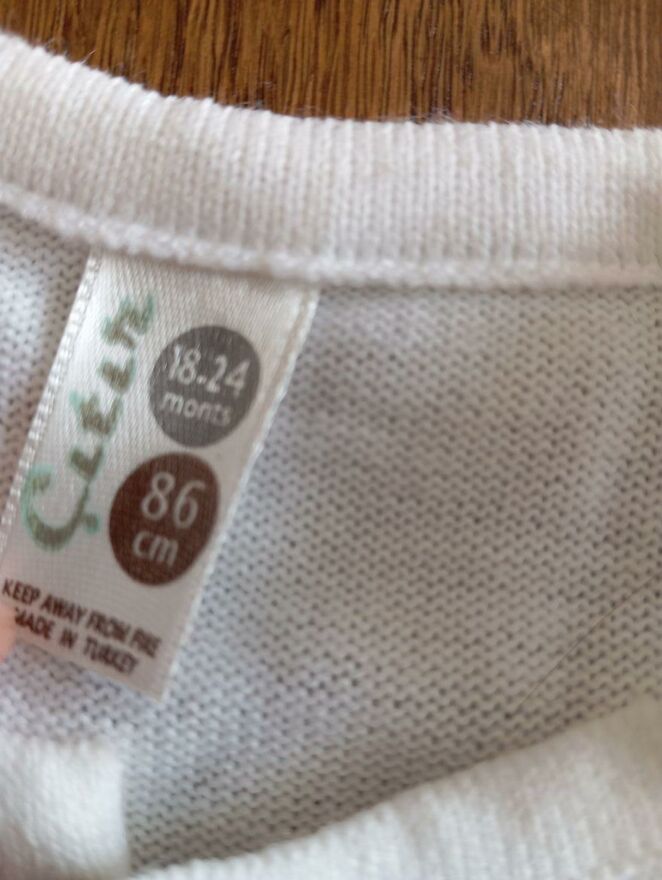 18-24
monts
86
cm
KEEP AWAY FROM FIRE
MADE IN TURKEY